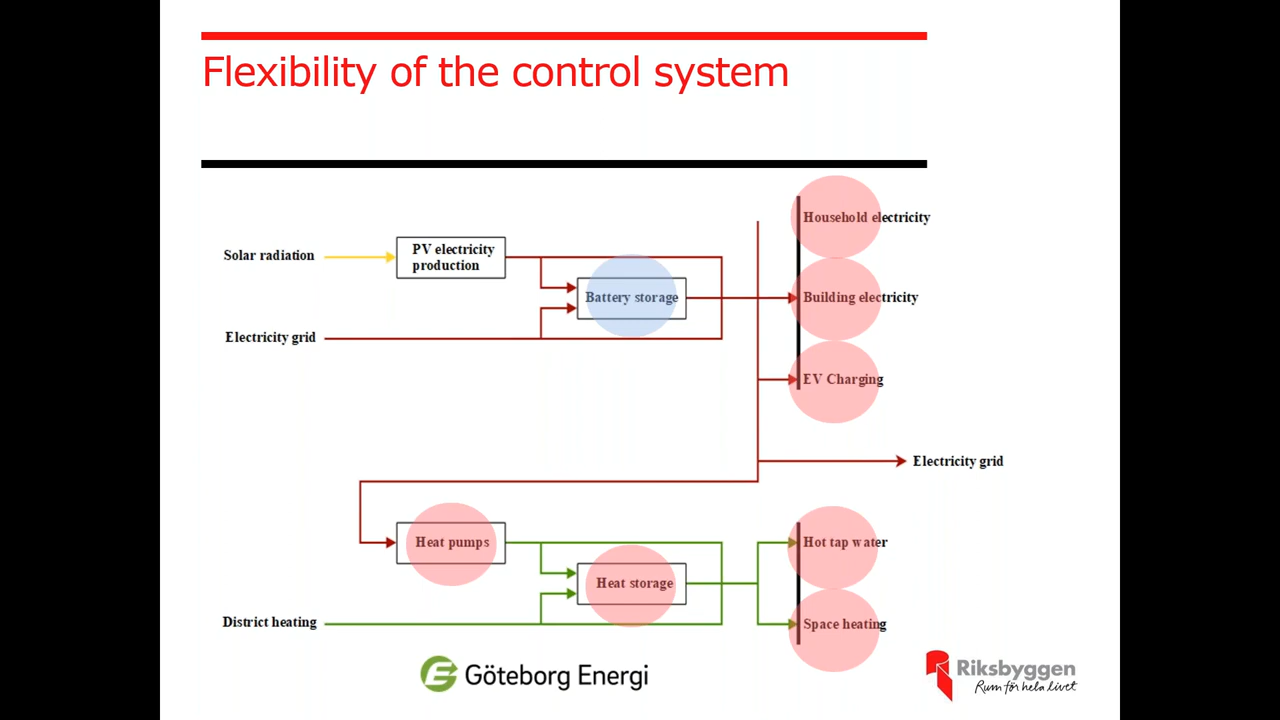 Flexibility of the control system
Household electricity
Solar radiation
PV electricity
production
Battery storage
Building electricity
Electricity grid
EV Charging
Electricity grid
Heat pumps
Hot tap water
Heat storage
District heating
Space heating
Göteborg Energi
Riksbyggen
Rum för hela livet